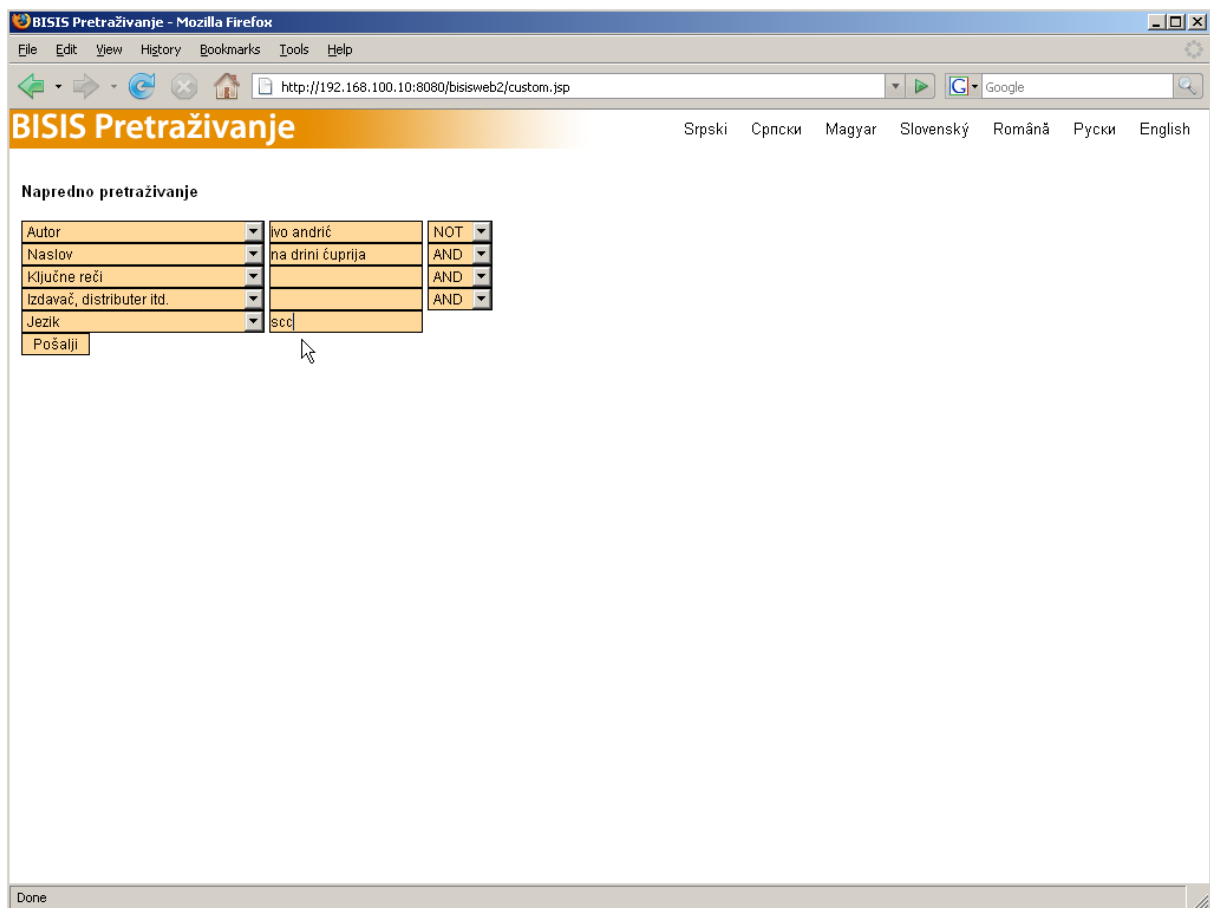 BISIS Pretraživanje - Mozilla Firefox
File Edit View History Bookmarks Tools Help
http://192.168.100.10:8080/bisisweb2/custom.jsp G Google
BISIS Pretraživanje Srpski Српски Magyar Slovenský Română Руски English
Napredno pretraživanje
Autor ivo andrić NOT
Naslov na drini ćuprija AND
Ključne reči AND
Izdavač, distributer itd. AND
Jezik scc
Pošalji
Done